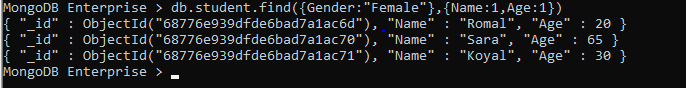 MongoDB Enterprise > db.student.find({Gender:"Female"},{Name:1,Age:1})
{ "_id" : ObjectId("68776e939dfde6bad7a1ac6d"), "Name" : "Romal", "Age" : 20 }
{ "_id" : ObjectId("68776e939dfde6bad7a1ac70"), "Name" : "Sara", "Age" : 65 }
{ "_id" : ObjectId("68776e939dfde6bad7a1ac71"), "Name" : "Koyal", "Age" : 30 }
MongoDB Enterprise >